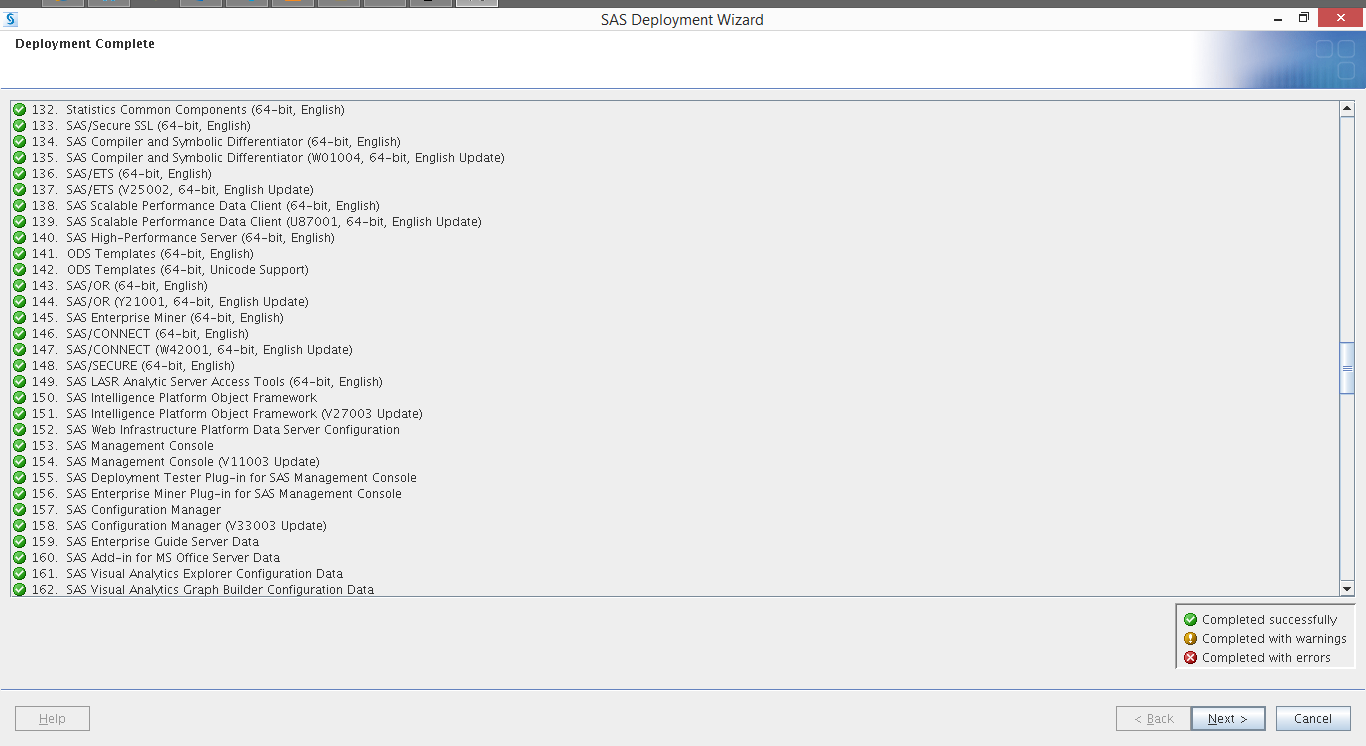 SAS Deployment Wizard
Deployment Complete
132. Statistics Common Components (64-bit, English)
133. SAS/Secure SSL (64-bit, English)
134. SAS Compiler and Symbolic Differentiator (64-bit, English)
135. SAS Compiler and Symbolic Differentiator (W01004, 64-bit, English Update)
136. SAS/ETS (64-bit, English)
137. SAS/ETS (V25002, 64-bit, English Update)
138. SAS Scalable Performance Data Client (64-bit, English)
139. SAS Scalable Performance Data Client (U87001, 64-bit, English Update)
140. SAS High-Performance Server (64-bit, English)
141. ODS Templates (64-bit, English)
142. ODS Templates (64-bit, Unicode Support)
143. SAS/OR (64-bit, English)
144. SAS/OR (Y21001, 64-bit, English Update)
145. SAS Enterprise Miner (64-bit, English)
146. SAS/CONNECT (64-bit, English)
147. SAS/CONNECT (W42001, 64-bit, English Update)
148. SAS/SECURE (64-bit, English)
149. SAS LASR Analytic Server Access Tools (64-bit, English)
150. SAS Intelligence Platform Object Framework
151. SAS Intelligence Platform Object Framework (V27003 Update)
152. SAS Web Infrastructure Platform Data Server Configuration
153. SAS Management Console
154. SAS Management Console (V11003 Update)
155. SAS Deployment Tester Plug-in for SAS Management Console
156. SAS Enterprise Miner Plug-in for SAS Management Console
157. SAS Configuration Manager
158. SAS Configuration Manager (V33003 Update)
159. SAS Enterprise Guide Server Data
160. SAS Add-in for MS Office Server Data
161. SAS Visual Analytics Explorer Configuration Data
162. SAS Visual Analytics Graph Builder Configuration Data
Completed successfully
Completed with warnings
Completed with errors
Help
< Back
Next >
Cancel